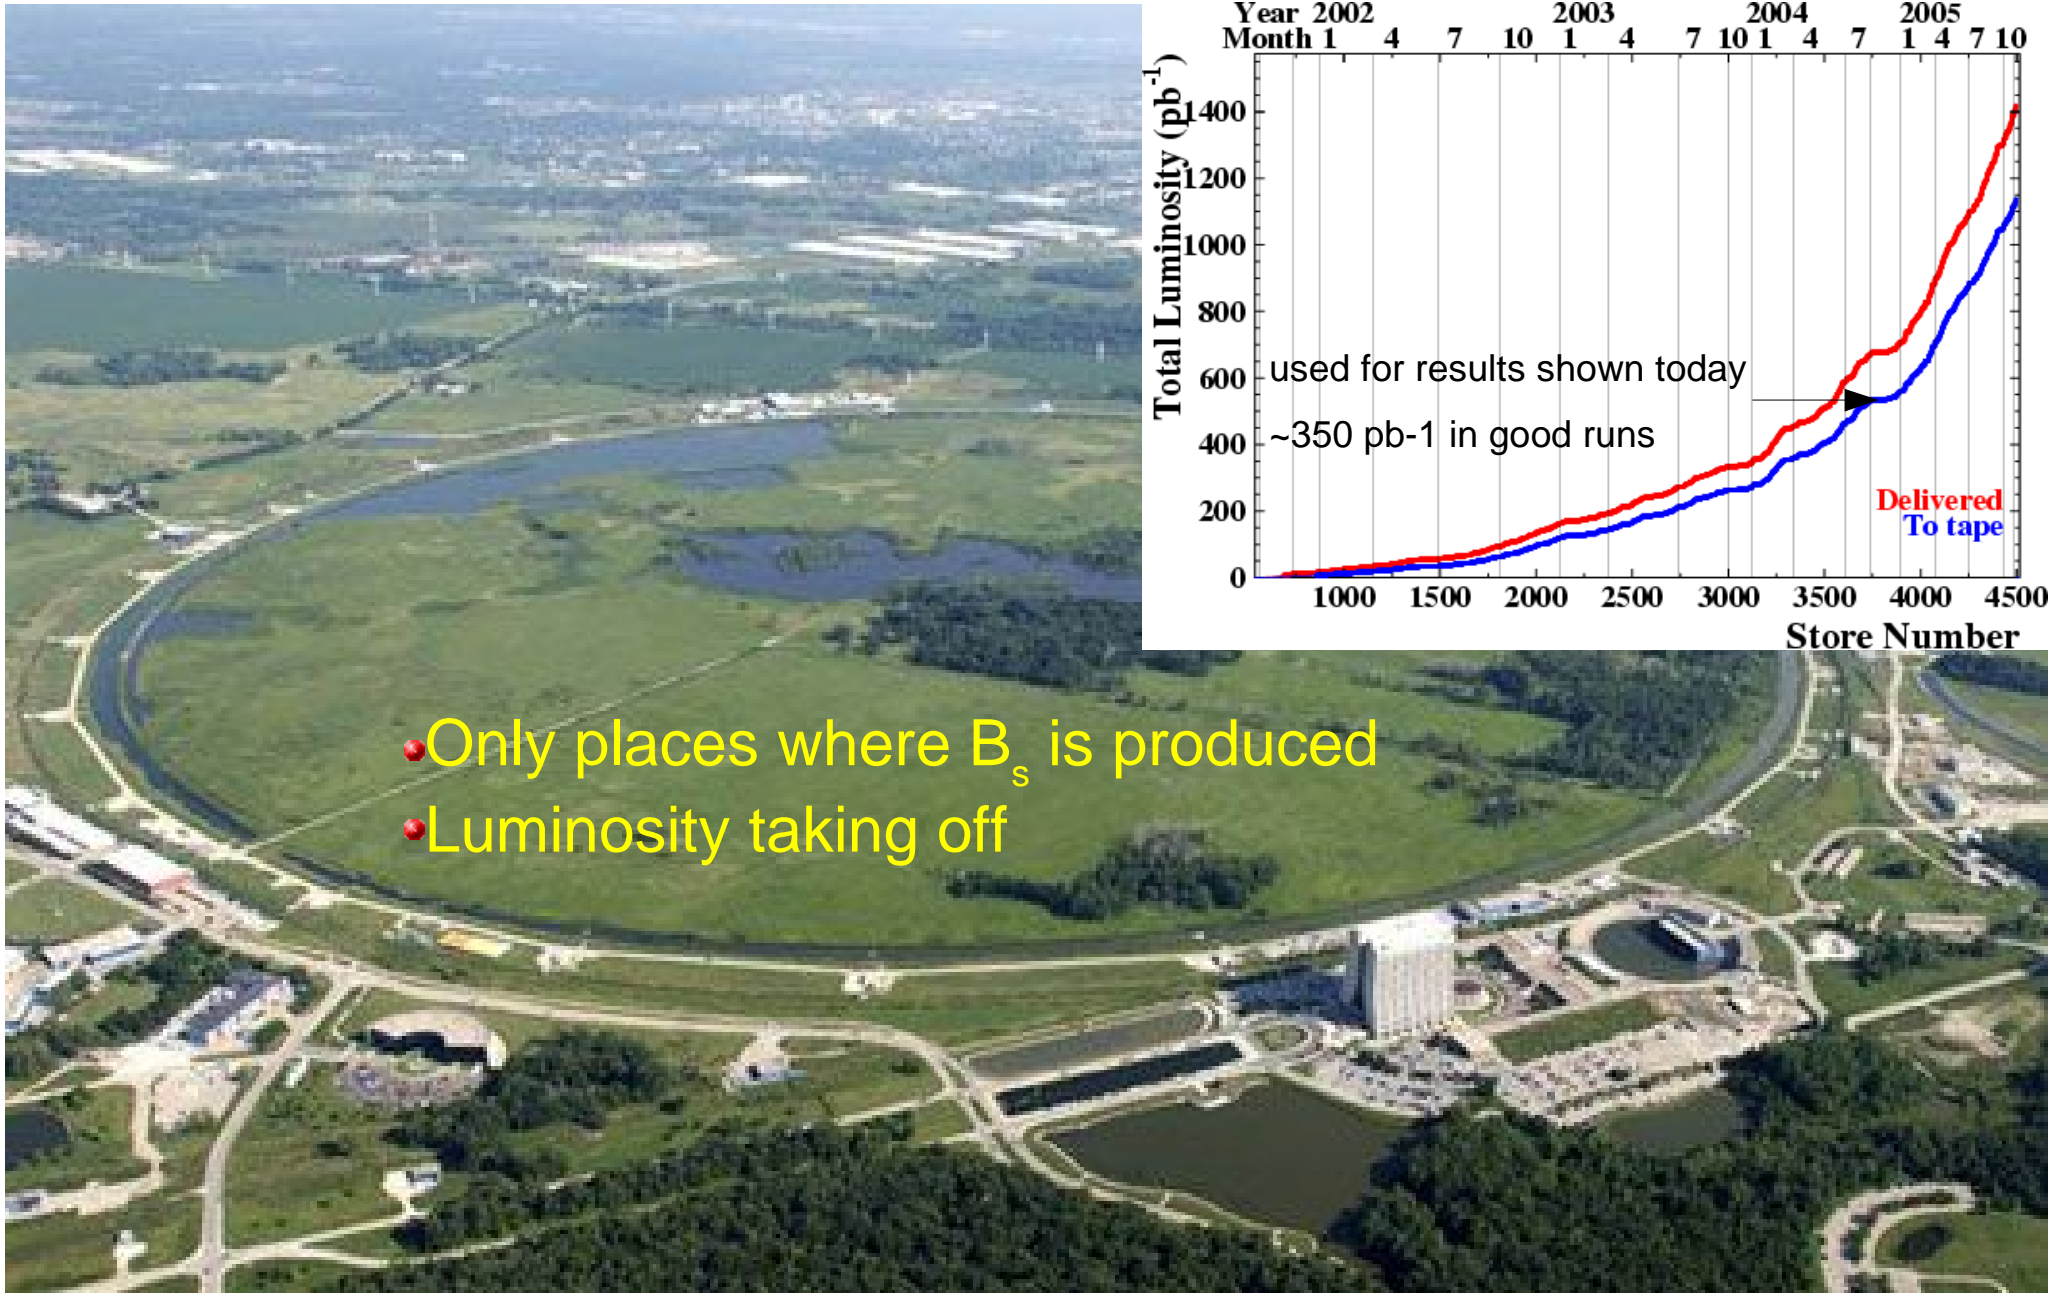 Year 2002 2003 2004 2005
Month 1 4 7 10 1 4 7 10 1 4 7 1 4 7 10
Total Luminosity (pb-1)
1400
1200
1000
800
600
400
200
0
used for results shown today
~350 pb-1 in good runs
Delivered
To tape
1000 1500 2000 2500 3000 3500 4000 4500
Store Number
Only places where Bs is produced
Luminosity taking off